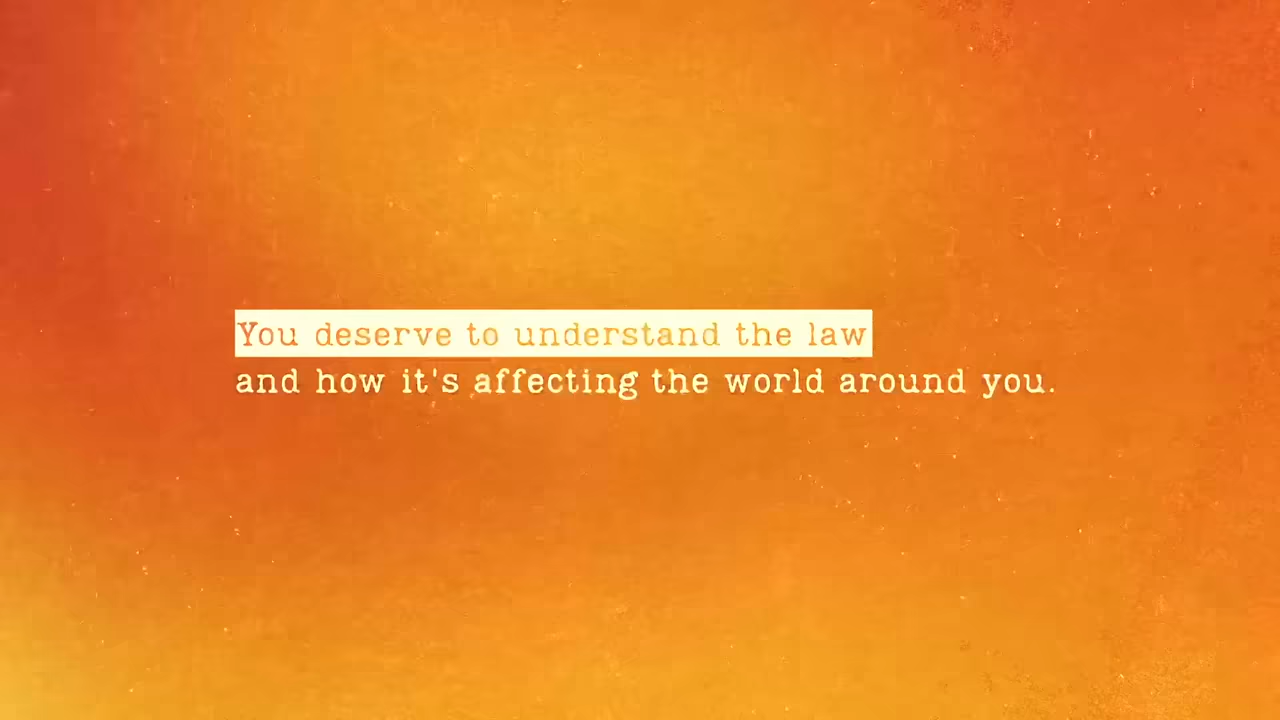 You deserve to understand the law
and how it's affecting the world around you.